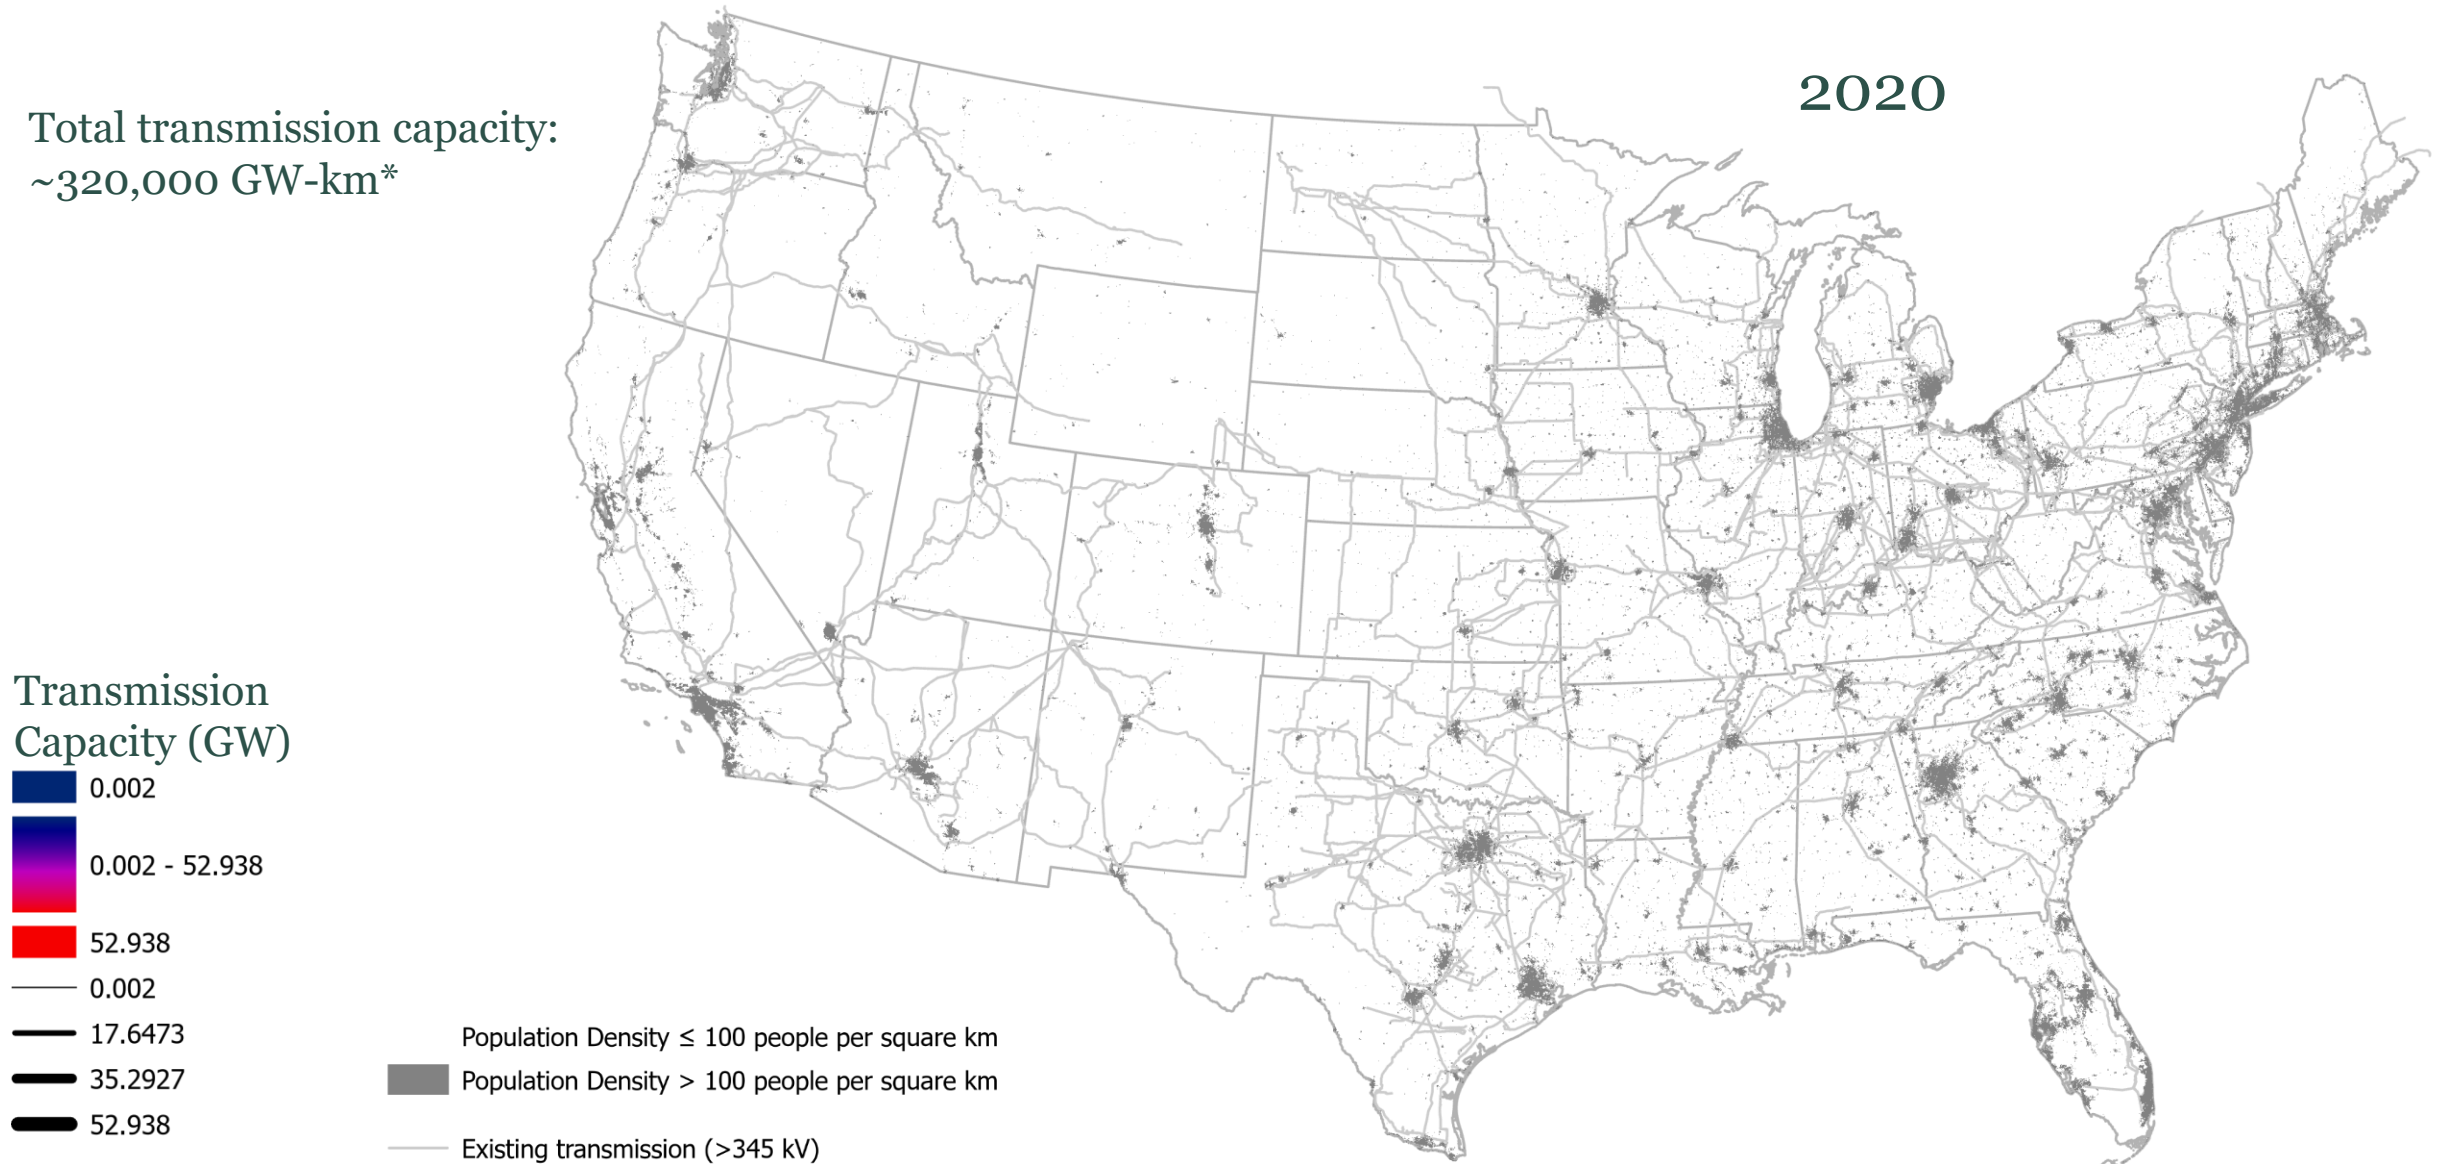 2020
Total transmission capacity:
~320,000 GW-km*
Transmission
Capacity (GW)
0.002
0.002 - 52.938
52.938
0.002
17.6473
35.2927
52.938
Population Density ≤ 100 people per square km
Population Density > 100 people per square km
Existing transmission (>345 kV)